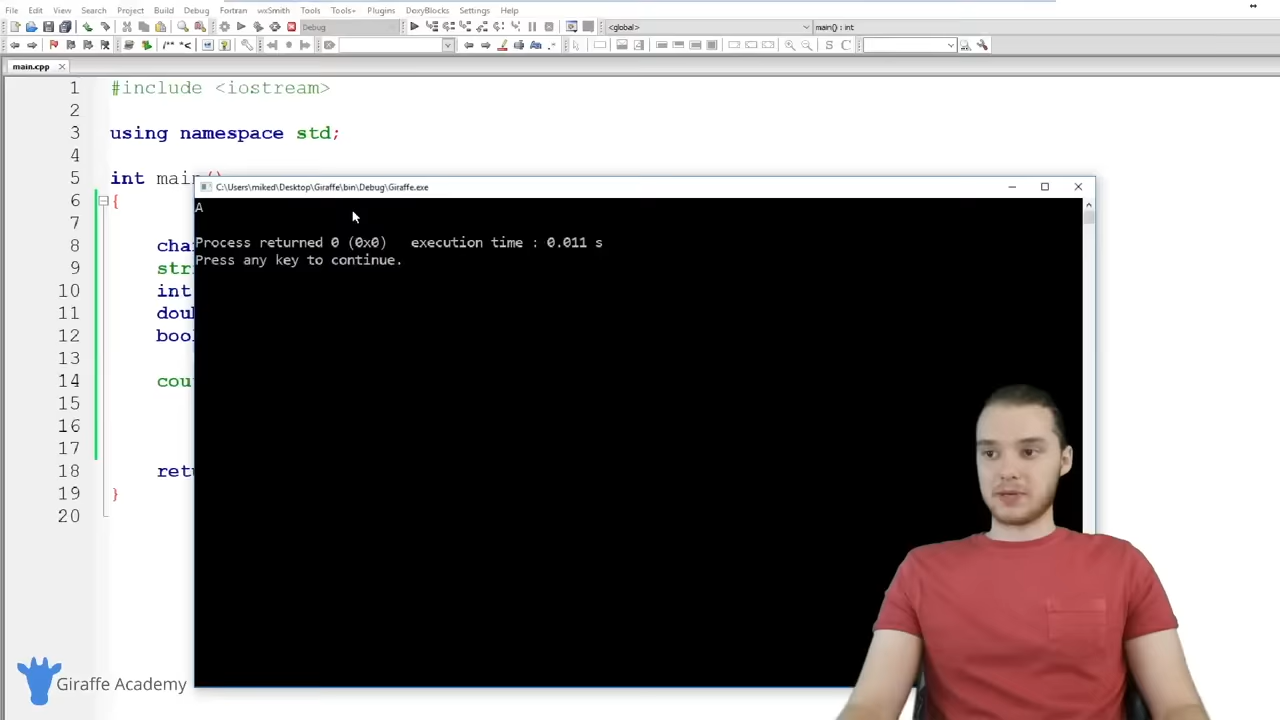 File Edit View Search Project Build Debug Fortran wxSmith Tools Tools+ Plugins DoxyBlocks Settings Help
Debug <global> main() : int
/** *<
S C
main.cpp
1 #include <iostream>
2
3 using namespace std;
4
5 int main()
6 {
7
8 cha
9 str
10 int
11 dou
12 boo
13
14 cou
15
16
17
18 ret
19 }
20
C:\Users\miked\Desktop\Giraffe\bin\Debug\Giraffe.exe
A
Process returned 0 (0x0) execution time : 0.011 s
Press any key to continue.
Giraffe Academy